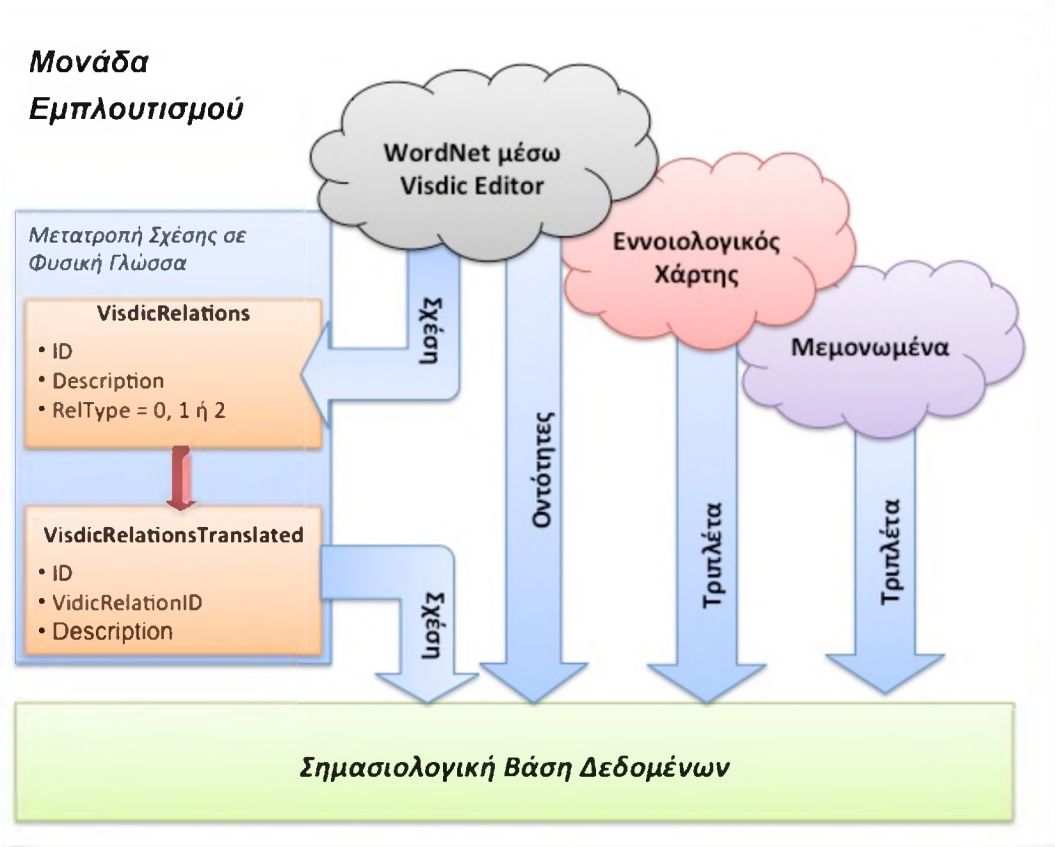 Μονάδα
Εμπλουτισμού
WordNet μέσω
Visdic Editor
Εννοιολογικός
Χάρτης
Μεμονωμένα
Μετατροπή Σχέσης σε
Φυσική Γλώσσα
VisdicRelations
• ID
• Description
• RelType = 0, 1 ή 2
Σχέση
VisdicRelationsTranslated
• ID
• VidicRelationID
• Description
Σχέση
Οντότητες
Τριπλέτα
Τριπλέτα
Σημασιολογική Βάση Δεδομένων